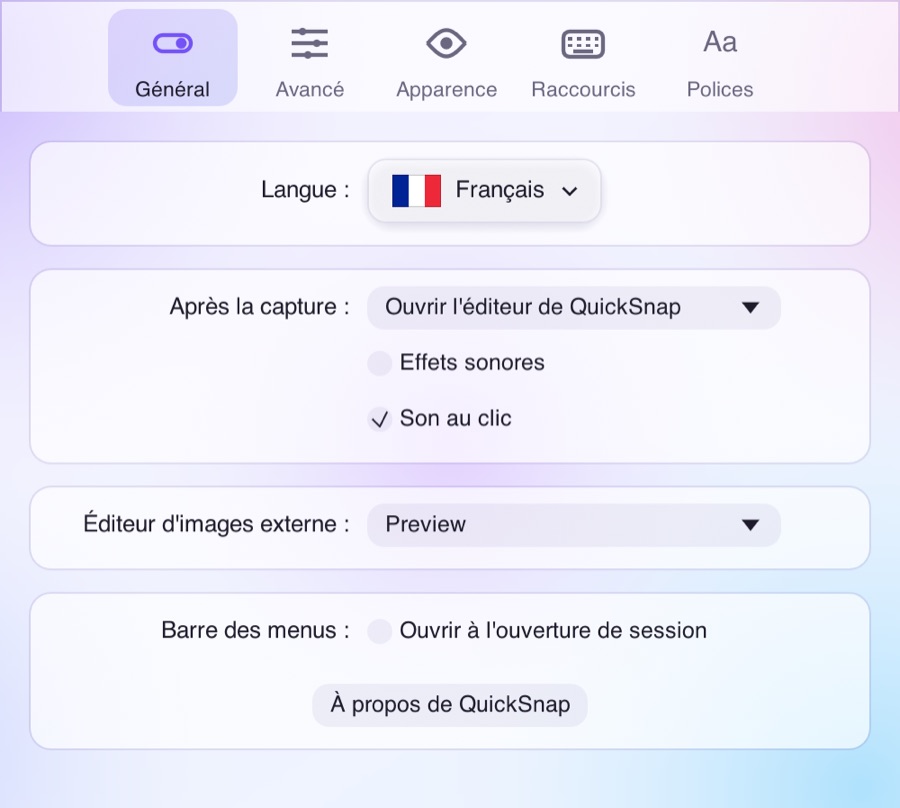 Aa
Général Avancé Apparence Raccourcis Polices
Langue : Français
Après la capture : Ouvrir l'éditeur de QuickSnap
Effets sonores
Son au clic
Éditeur d'images externe : Preview
Barre des menus : Ouvrir à l'ouverture de session
À propos de QuickSnap